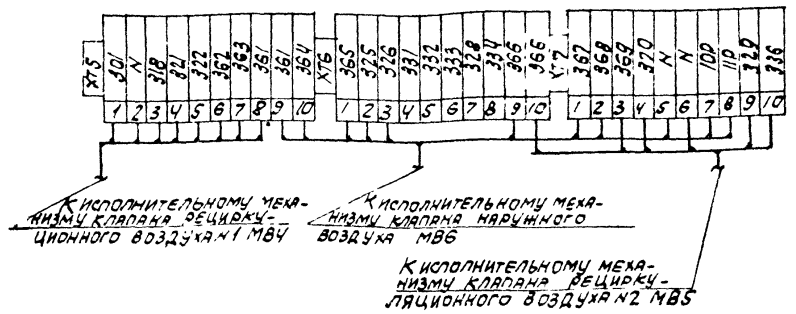 XT5 301 N 318 321 322 362 363 361 361 364 XT6 365 325 326 331 332 333 328 334 366 366 XT7 367 368 369 370 N N 10P 11P 329 336
1 2 3 4 5 6 7 8 9 10 1 2 3 4 5 6 7 8 9 10 1 2 3 4 5 6 7 8 9 10
К ИСПОЛНИТЕЛЬНОМУ МЕХА-
НИЗМУ КЛАПАНА РЕЦИРКУ-
ЦИОННОГО ВОЗДУХА N1 МВ4
К ИСПОЛНИТЕЛЬНОМУ МЕХА-
НИЗМУ КЛАПАНА НАРУЖНОГО
ВОЗДУХА МВ6
К ИСПОЛНИТЕЛЬНОМУ МЕХА-
НИЗМУ КЛАПАНА РЕЦИРКУ-
ЛЯЦИОННОГО ВОЗДУХА N2 МВ5